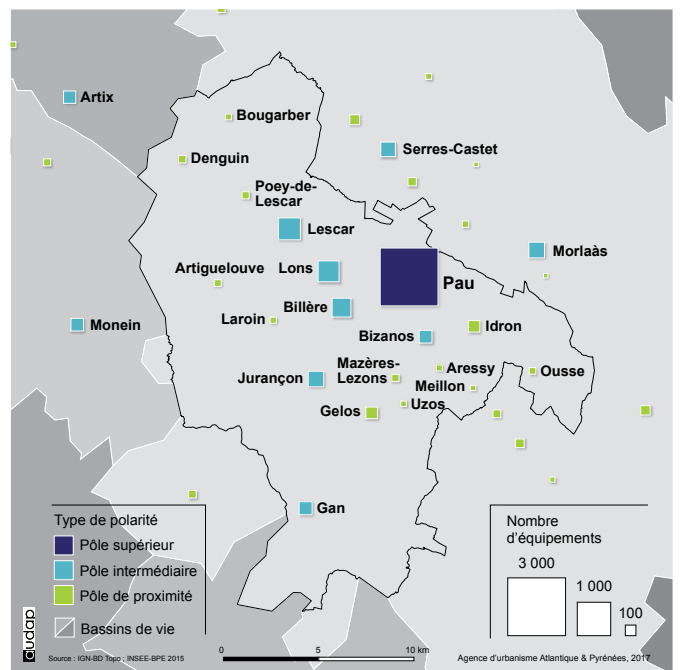 Artix
Bougarber
Serres-Castet
Denguin
Poey-de-
Lescar
Lescar
Morlaàs
Artiguelouve
Lons
Pau
Billère
Laroin
Monein
Idron
Bizanos
Mazères-
Lezons
Aressy
Jurançon
Meillon
Ousse
Uzos
Gelos
Gan
Type de polarité
Pôle supérieur
Pôle intermédiaire
Pôle de proximité
Bassins de vie
Nombre
d'équipements
3 000
1 000
100
audap
Source : IGN-BD Topo ; INSEE-BPE 2015
0 5 10 km
Agence d'urbanisme Atlantique & Pyrénées, 2017